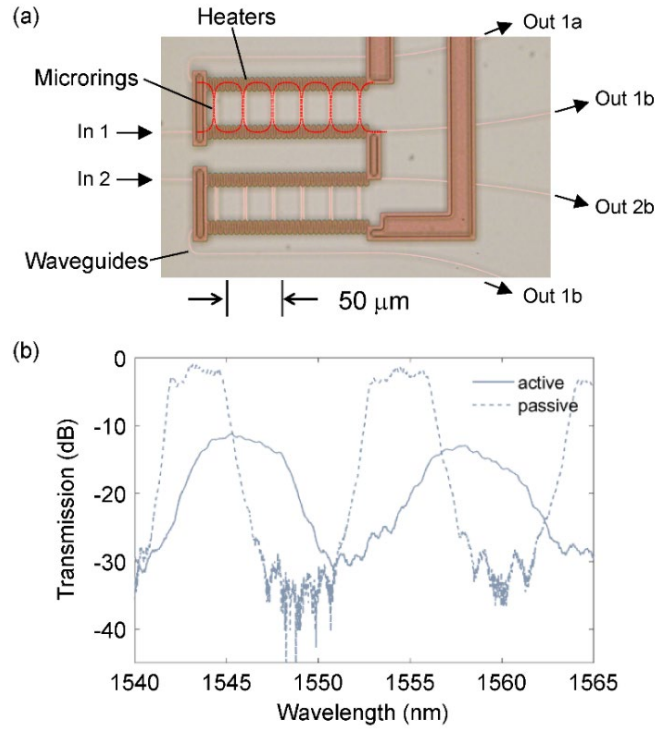 (a)
Heaters
Out 1a
Microrings
Out 1b
In 1
In 2
Out 2b
Waveguides
Out 1b
50 μm
(b)
0
-10
-20
-30
-40
Transmission (dB)
active
passive
1540 1545 1550 1555 1560 1565
Wavelength (nm)